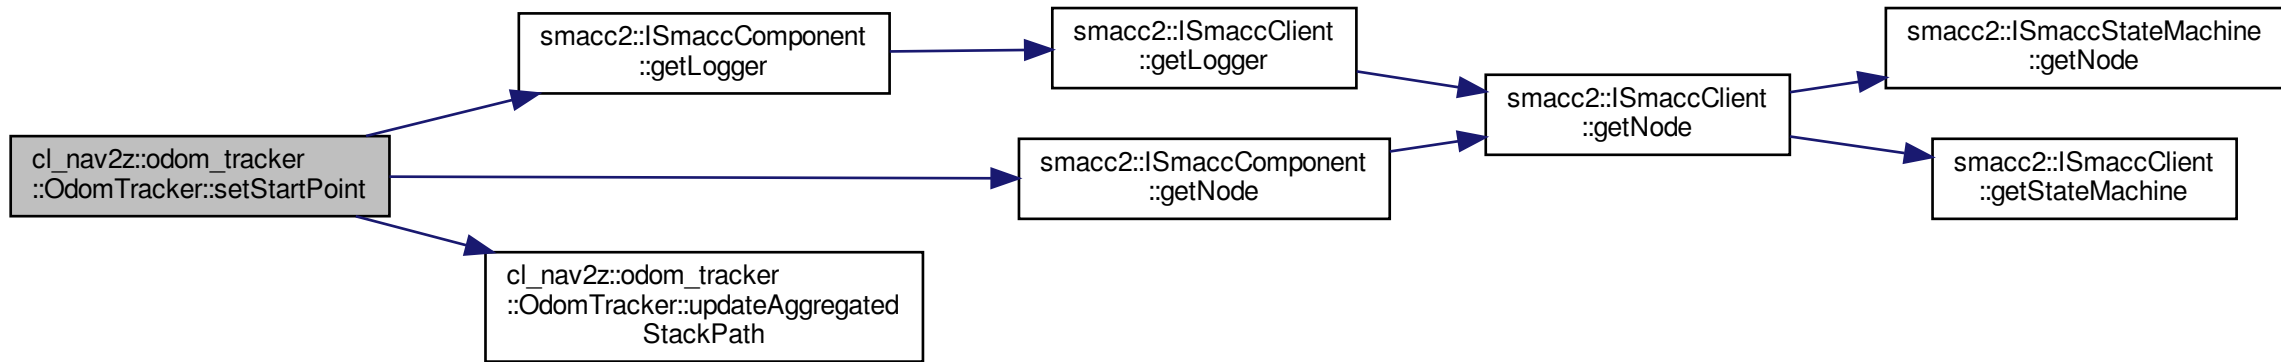 cl_nav2z::odom_tracker
::OdomTracker::setStartPoint
smacc2::ISmaccComponent
::getLogger
smacc2::ISmaccClient
::getLogger
smacc2::ISmaccComponent
::getNode
smacc2::ISmaccClient
::getNode
smacc2::ISmaccStateMachine
::getNode
smacc2::ISmaccClient
::getStateMachine
cl_nav2z::odom_tracker
::OdomTracker::updateAggregated
StackPath